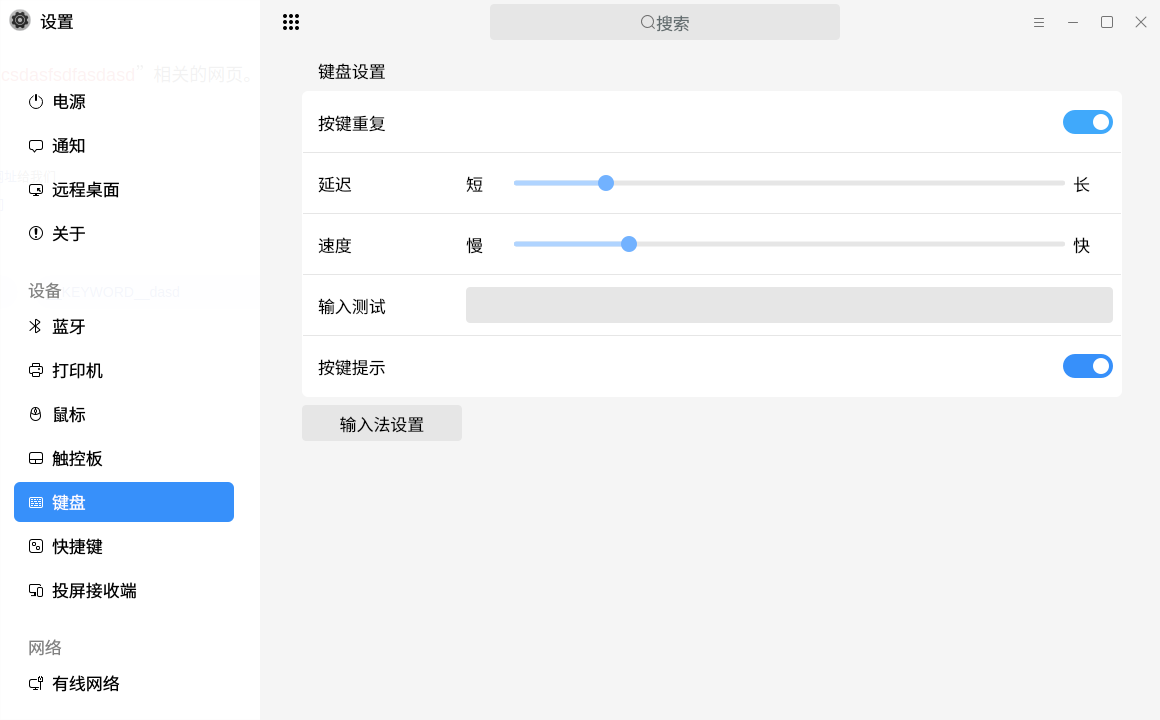 设置
搜索
csdasfsdfasdasd”相关的网页。
电源
通知
远程桌面
关于
设备
EYWORD__dasd
蓝牙
打印机
鼠标
触控板
键盘
快捷键
投屏接收端
网络
有线网络
键盘设置
按键重复
延迟 短 长
速度 慢 快
输入测试
按键提示
输入法设置